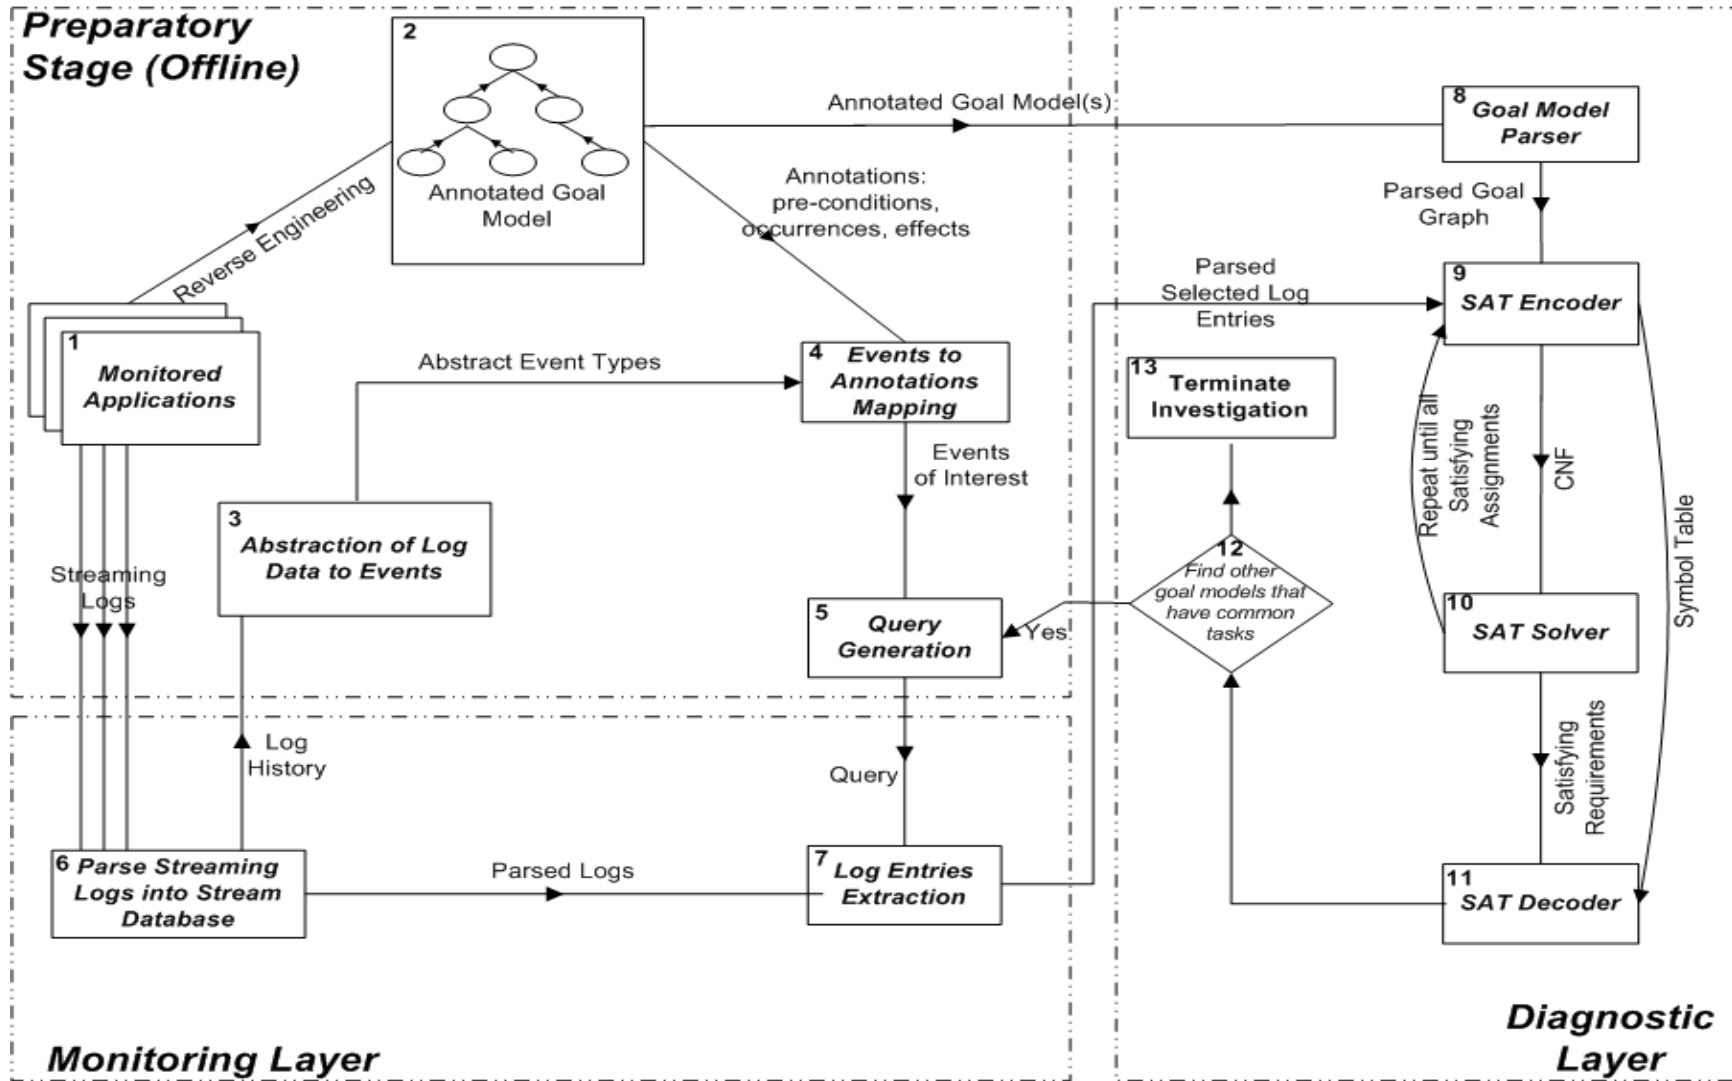 Preparatory
Stage (Offline)
2
Annotated Goal
Model
Reverse Engineering
Annotated Goal Model(s)
Annotations:
pre-conditions,
occurrences, effects
1
Monitored
Applications
Abstract Event Types
4
Events to
Annotations
Mapping
Events
of Interest
3
Abstraction of Log
Data to Events
Streaming
Logs
5
Query
Generation
Yes
Log
History
Query
6
Parse Streaming
Logs into Stream
Database
Parsed Logs
7
Log Entries
Extraction
Monitoring Layer
8
Goal Model
Parser
Parsed Goal
Graph
Parsed
Selected Log
Entries
9
SAT Encoder
13
Terminate
Investigation
Repeat until all
Satisfying
Assignments
CNF
Symbol Table
12
Find other
goal models that
have common
tasks
10
SAT Solver
Satisfying
Requirements
11
SAT Decoder
Diagnostic
Layer